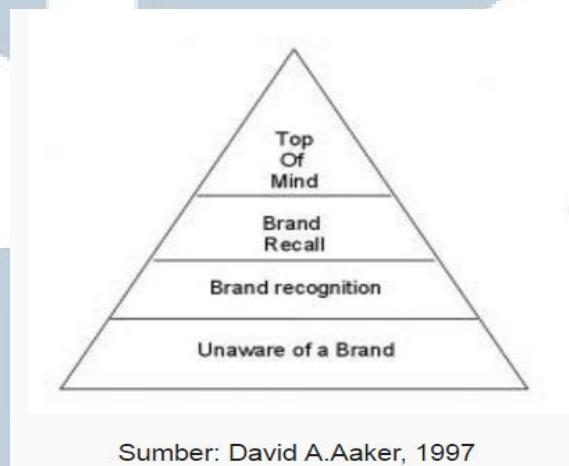 Top
Of
Mind
Brand
Recall
Brand recognition
Unaware of a Brand
Sumber: David A.Aaker, 1997